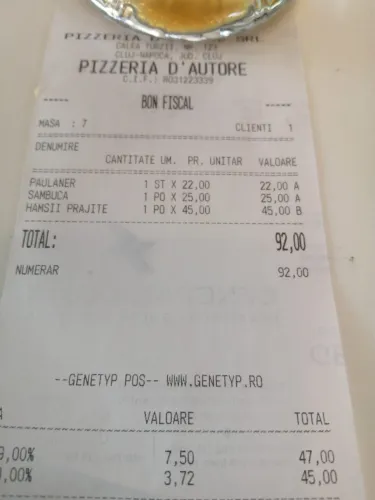 PIZZERIA
CALEA TURZII, NR. 123
CLUJ-NAPOCA, JUD. CLUJ
PIZZERIA D'AUTORE
C.I.F.: RO31223339
----- BON FISCAL -----
MASA : 7 CLIENTI 1
DENUMIRE
CANTITATE UM. PR. UNITAR VALOARE
PAULANER 1 ST X 22,00 22,00 A
SAMBUCA 1 PO X 25,00 25,00 A
HAMSII PRAJITE 1 PO X 45,00 45,00 B
TOTAL: 92,00
NUMERAR 92,00
--GENETYP POS-- WWW.GENETYP.RO
A VALOARE TOTAL
9,00% 7,50 47,00
,00% 3,72 45,00